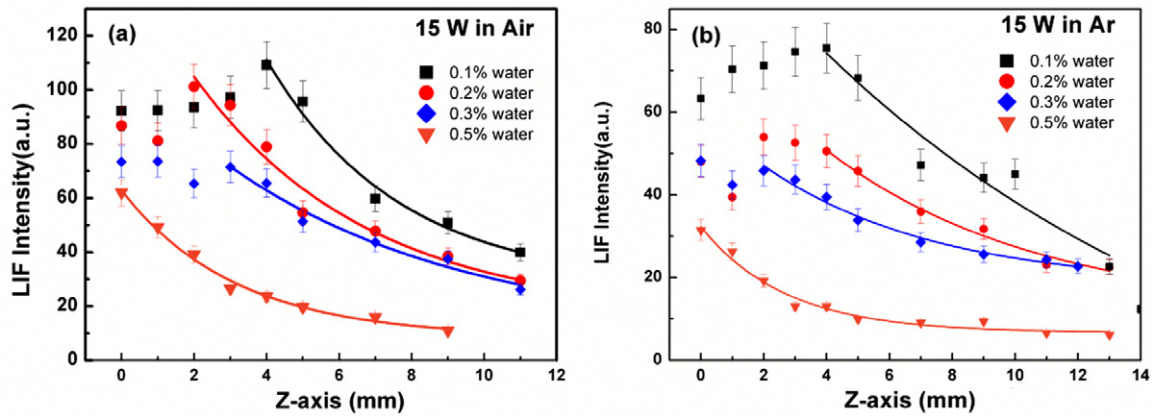 (a)
15 W in Air
0.1% water
0.2% water
0.3% water
0.5% water
LIF Intensity(a.u.)
120
100
80
60
40
20
0
0 2 4 6 8 10 12
Z-axis (mm)
(b)
15 W in Ar
0.1% water
0.2% water
0.3% water
0.5% water
LIF Intensity(a.u.)
80
60
40
20
0
0 2 4 6 8 10 12 14
Z-axis (mm)